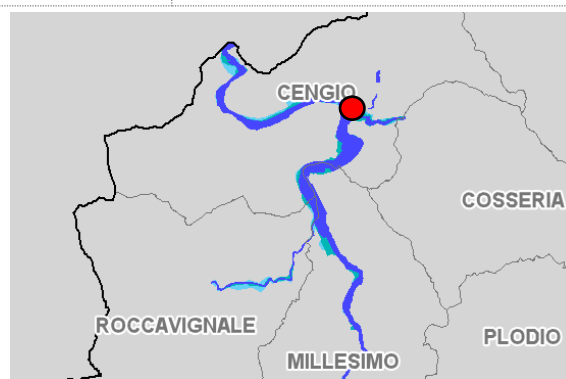 CENGIO
COSSERIA
ROCCAVIGNALE
PLODIO
MILLESIMO